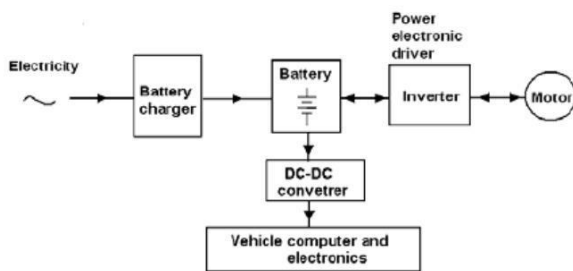 Power
electronic
driver
Electricity
Battery
charger
Battery
Inverter
Motor
DC-DC
convetrer
Vehicle computer and
electronics